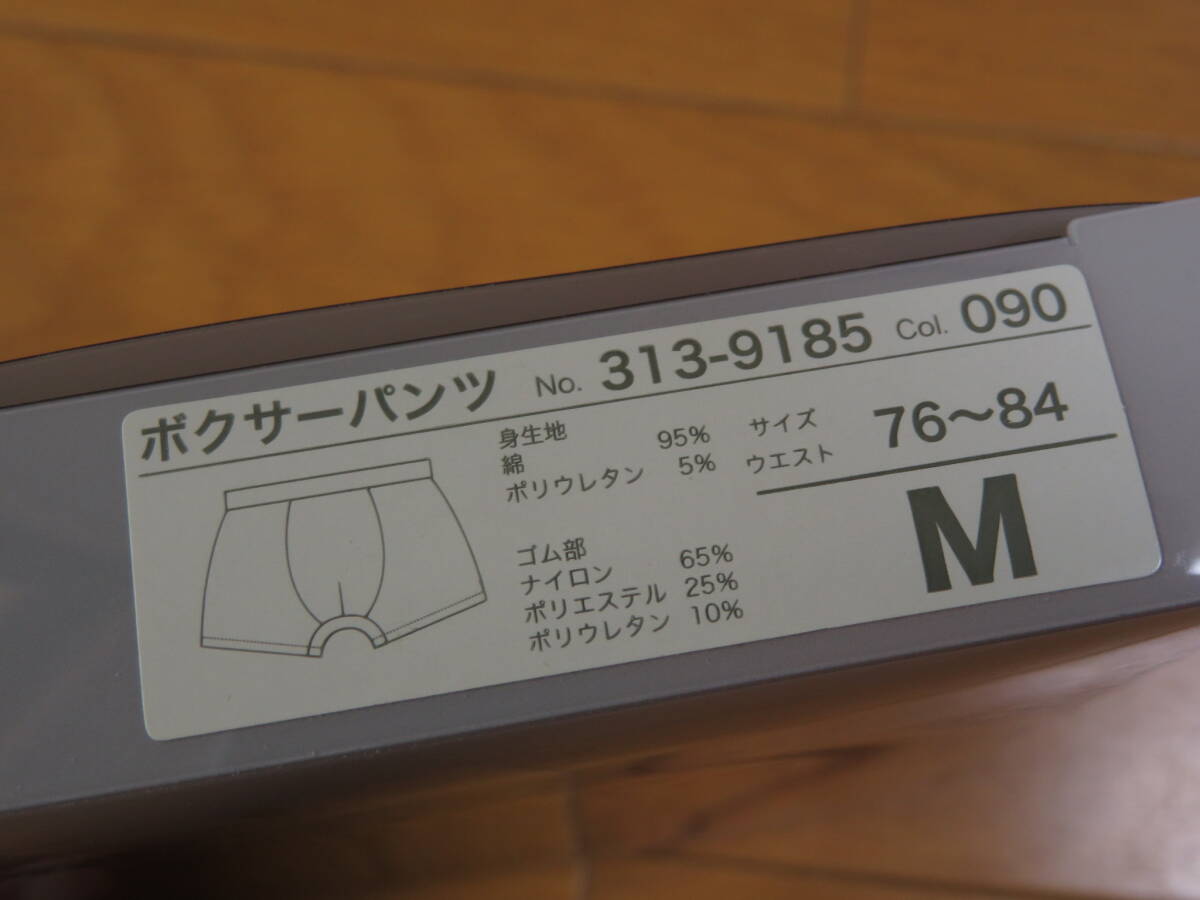 ボクサーパンツ No. 313-9185 Col. 090
身生地
綿 95%
ポリウレタン 5%
ゴム部
ナイロン 65%
ポリエステル 25%
ポリウレタン 10%
サイズ
ウエスト 76～84
M